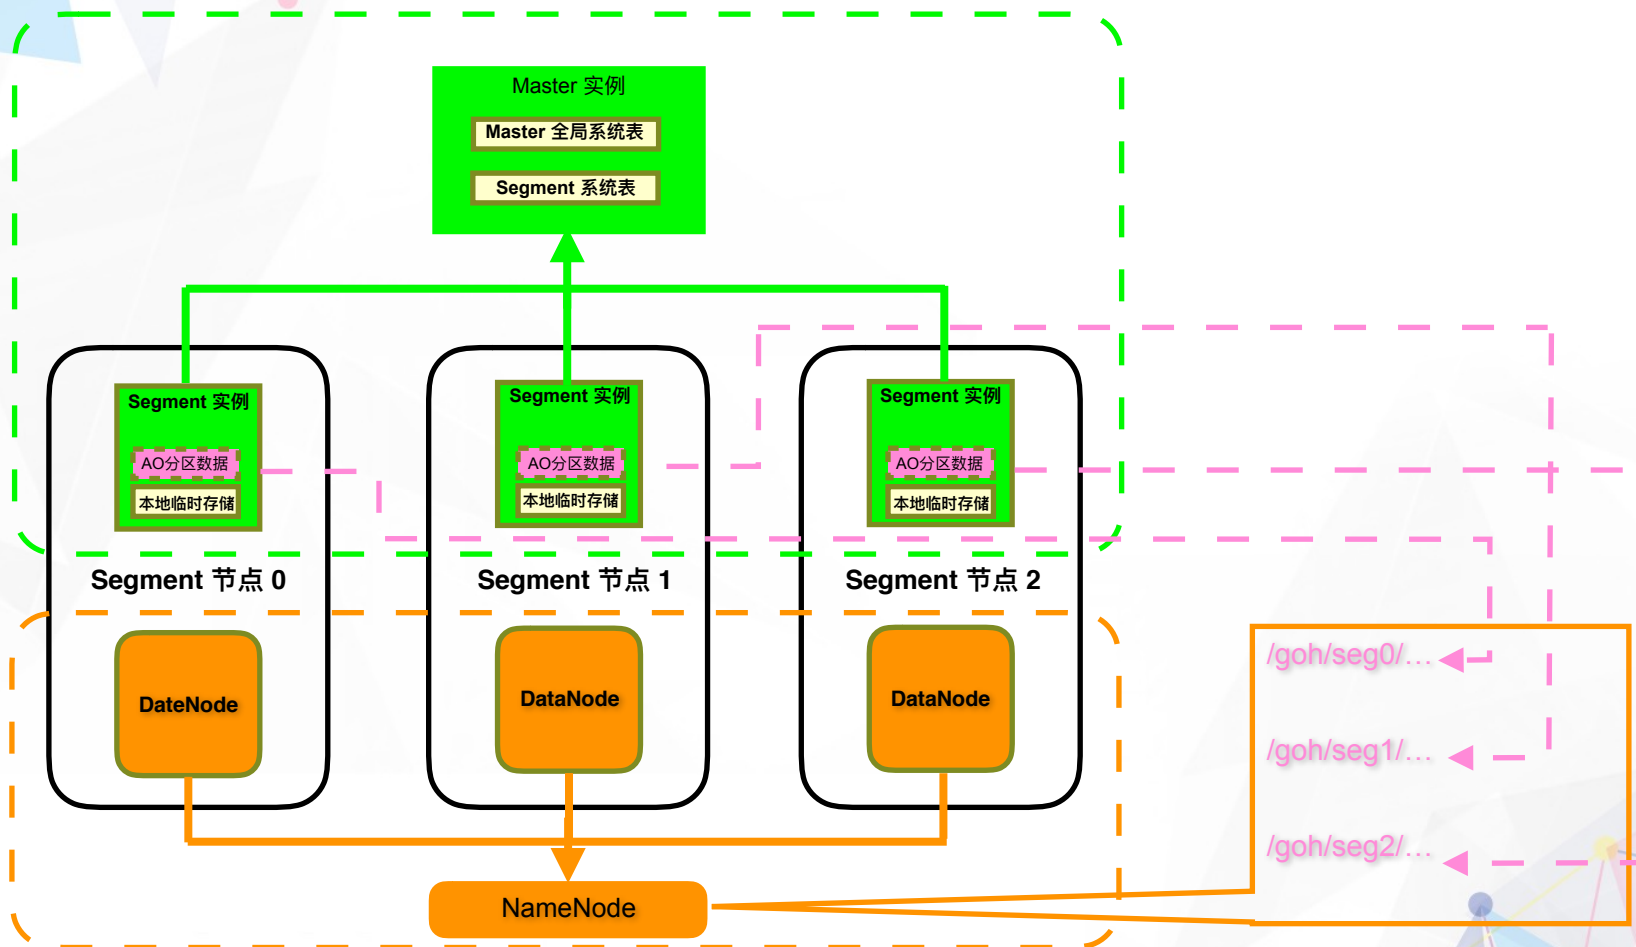 Master 实例
Master 全局系统表
Segment 系统表
Segment 实例
AO分区数据
本地临时存储
Segment 实例
AO分区数据
本地临时存储
Segment 实例
AO分区数据
本地临时存储
Segment 节点 0
Segment 节点 1
Segment 节点 2
DateNode
DataNode
DataNode
NameNode
/goh/seg0/…
/goh/seg1/…
/goh/seg2/…